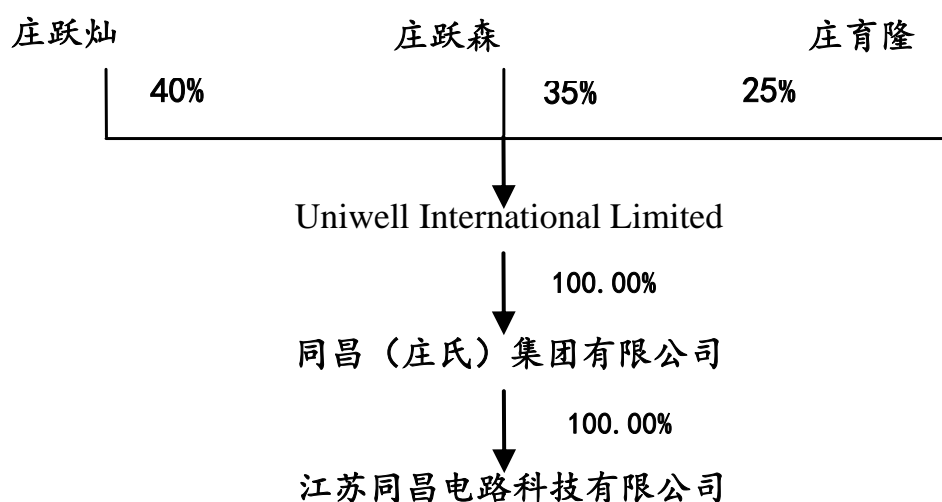 庄跃灿 庄跃森 庄育隆
40% 35% 25%
Uniwell International Limited
100.00%
同昌（庄氏）集团有限公司
100.00%
江苏同昌电路科技有限公司